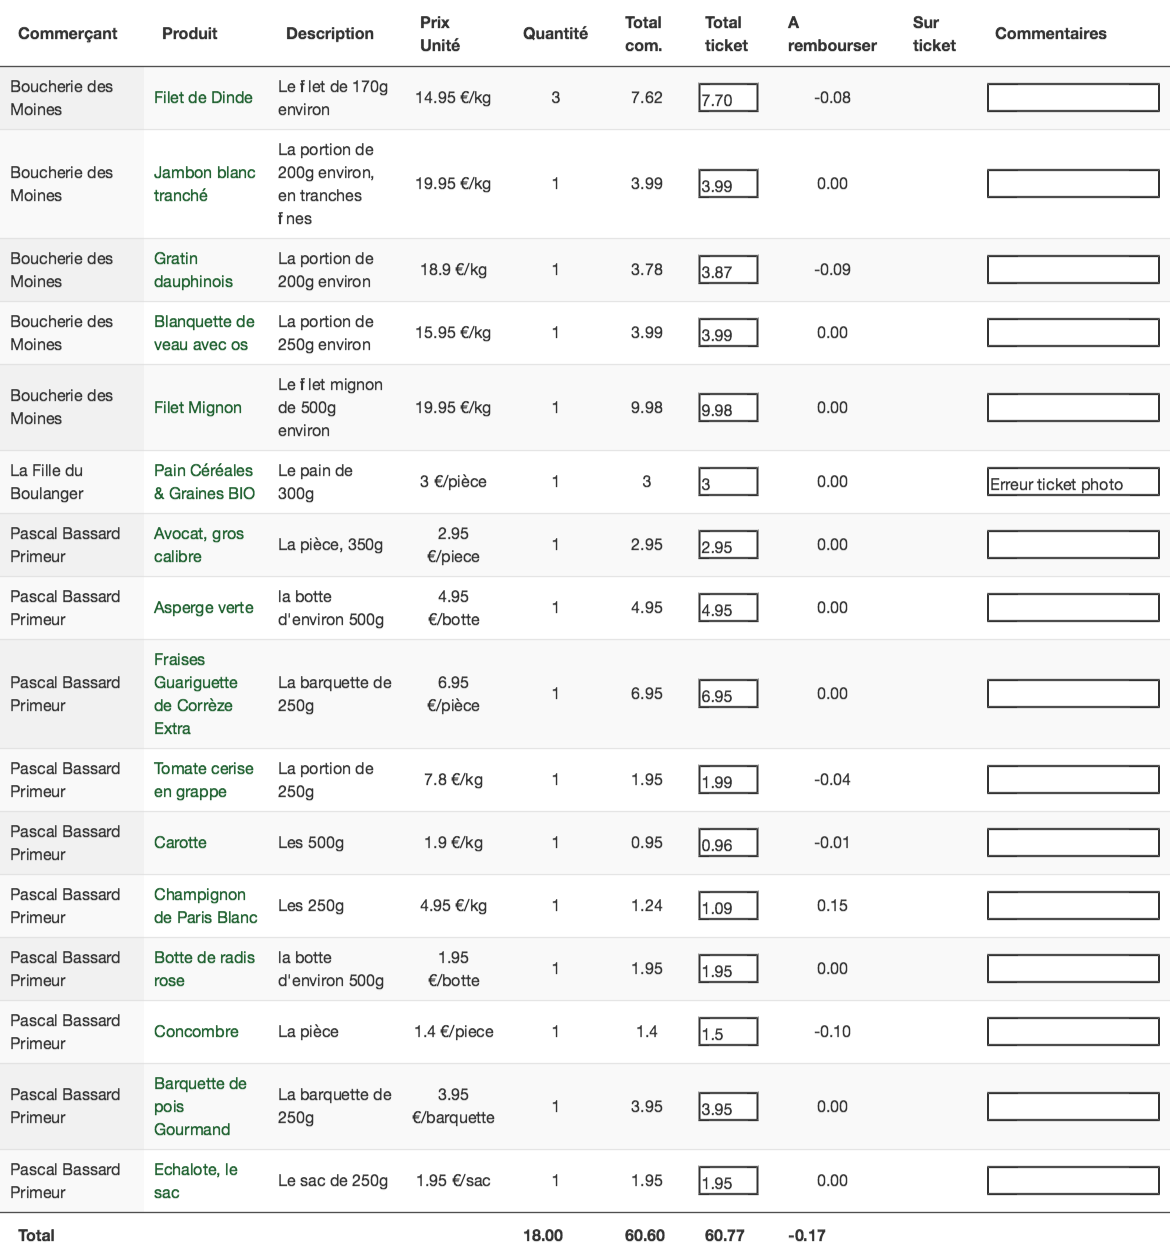 Commerçant Produit Description Prix Unité Quantité Total com. Total ticket A rembourser Sur ticket Commentaires
Boucherie des Moines Filet de Dinde Le f let de 170g environ 14.95 €/kg 3 7.62 7.70 -0.08
Boucherie des Moines Jambon blanc tranché La portion de 200g environ, en tranches f nes 19.95 €/kg 1 3.99 3.99 0.00
Boucherie des Moines Gratin dauphinois La portion de 200g environ 18.9 €/kg 1 3.78 3.87 -0.09
Boucherie des Moines Blanquette de veau avec os La portion de 250g environ 15.95 €/kg 1 3.99 3.99 0.00
Boucherie des Moines Filet Mignon Le f let mignon de 500g environ 19.95 €/kg 1 9.98 9.98 0.00
La Fille du Boulanger Pain Céréales & Graines BIO Le pain de 300g 3 €/pièce 1 3 3 0.00 Erreur ticket photo
Pascal Bassard Primeur Avocat, gros calibre La pièce, 350g 2.95 €/piece 1 2.95 2.95 0.00
Pascal Bassard Primeur Asperge verte la botte d'environ 500g 4.95 €/botte 1 4.95 4.95 0.00
Pascal Bassard Primeur Fraises Guariguette de Corrèze Extra La barquette de 250g 6.95 €/pièce 1 6.95 6.95 0.00
Pascal Bassard Primeur Tomate cerise en grappe La portion de 250g 7.8 €/kg 1 1.95 1.99 -0.04
Pascal Bassard Primeur Carotte Les 500g 1.9 €/kg 1 0.95 0.96 -0.01
Pascal Bassard Primeur Champignon de Paris Blanc Les 250g 4.95 €/kg 1 1.24 1.09 0.15
Pascal Bassard Primeur Botte de radis rose la botte d'environ 500g 1.95 €/botte 1 1.95 1.95 0.00
Pascal Bassard Primeur Concombre La pièce 1.4 €/piece 1 1.4 1.5 -0.10
Pascal Bassard Primeur Barquette de pois Gourmand La barquette de 250g 3.95 €/barquette 1 3.95 3.95 0.00
Pascal Bassard Primeur Echalote, le sac Le sac de 250g 1.95 €/sac 1 1.95 1.95 0.00
Total 18.00 60.60 60.77 -0.17